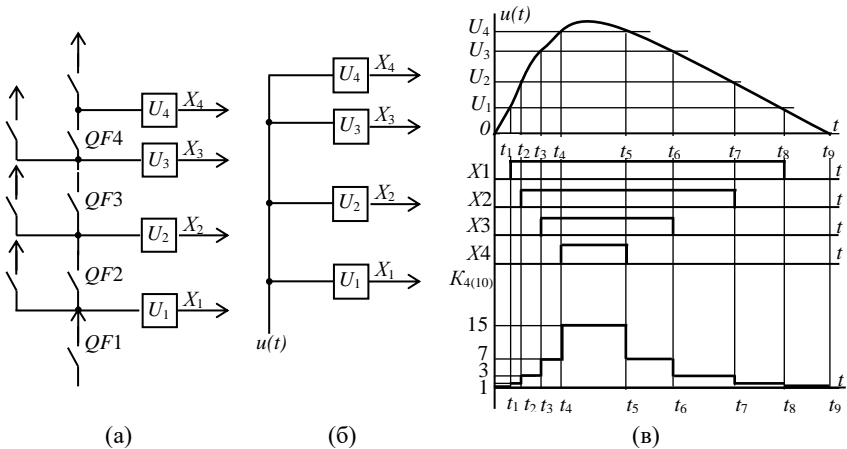 U4 X4
QF4
U3 X3
QF3
U2 X2
QF2
U1 X1
QF1
(а)
U4 X4
U3 X3
U2 X2
U1 X1
u(t)
(б)
u(t)
U4
U3
U2
U1
0
t
t1 t2 t3 t4 t5 t6 t7 t8 t9
X1 t
X2 t
X3 t
X4 t
K4(10)
15
7
3
1
t
t1 t2 t3 t4 t5 t6 t7 t8 t9
(в)